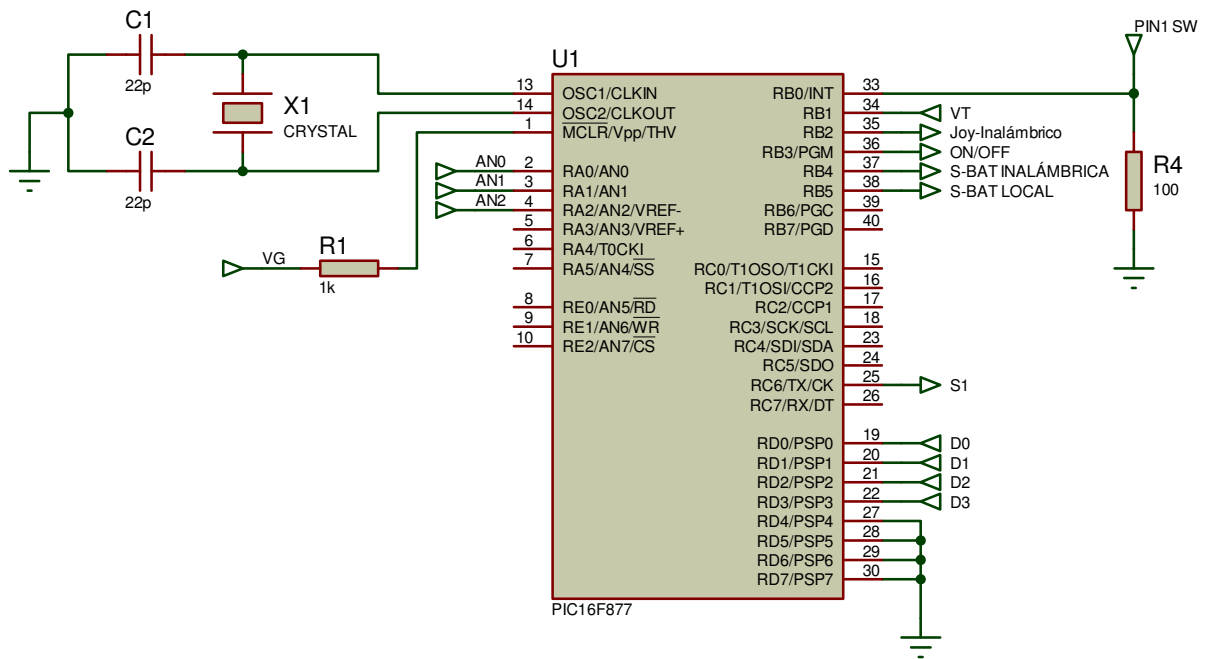 C1
22p
C2
22p
X1
CRYSTAL
VG
R1
1k
AN0
AN1
AN2
U1
13 OSC1/CLKIN
14 OSC2/CLKOUT
1 MCLR/Vpp/THV
2 RA0/AN0
3 RA1/AN1
4 RA2/AN2/VREF-
5 RA3/AN3/VREF+
6 RA4/T0CKI
7 RA5/AN4/SS
8 RE0/AN5/RD
9 RE1/AN6/WR
10 RE2/AN7/CS
RB0/INT 33
RB1 34 VT
RB2 35 Joy-Inalámbrico
RB3/PGM 36 ON/OFF
RB4 37 S-BAT INALÁMBRICA
RB5 38 S-BAT LOCAL
RB6/PGC 39
RB7/PGD 40
RC0/T1OSO/T1CKI 15
RC1/T1OSI/CCP2 16
RC2/CCP1 17
RC3/SCK/SCL 18
RC4/SDI/SDA 23
RC5/SDO 24
RC6/TX/CK 25 S1
RC7/RX/DT 26
RD0/PSP0 19 D0
RD1/PSP1 20 D1
RD2/PSP2 21 D2
RD3/PSP3 22 D3
RD4/PSP4 27
RD5/PSP5 28
RD6/PSP6 29
RD7/PSP7 30
PIC16F877
PIN1 SW
R4
100